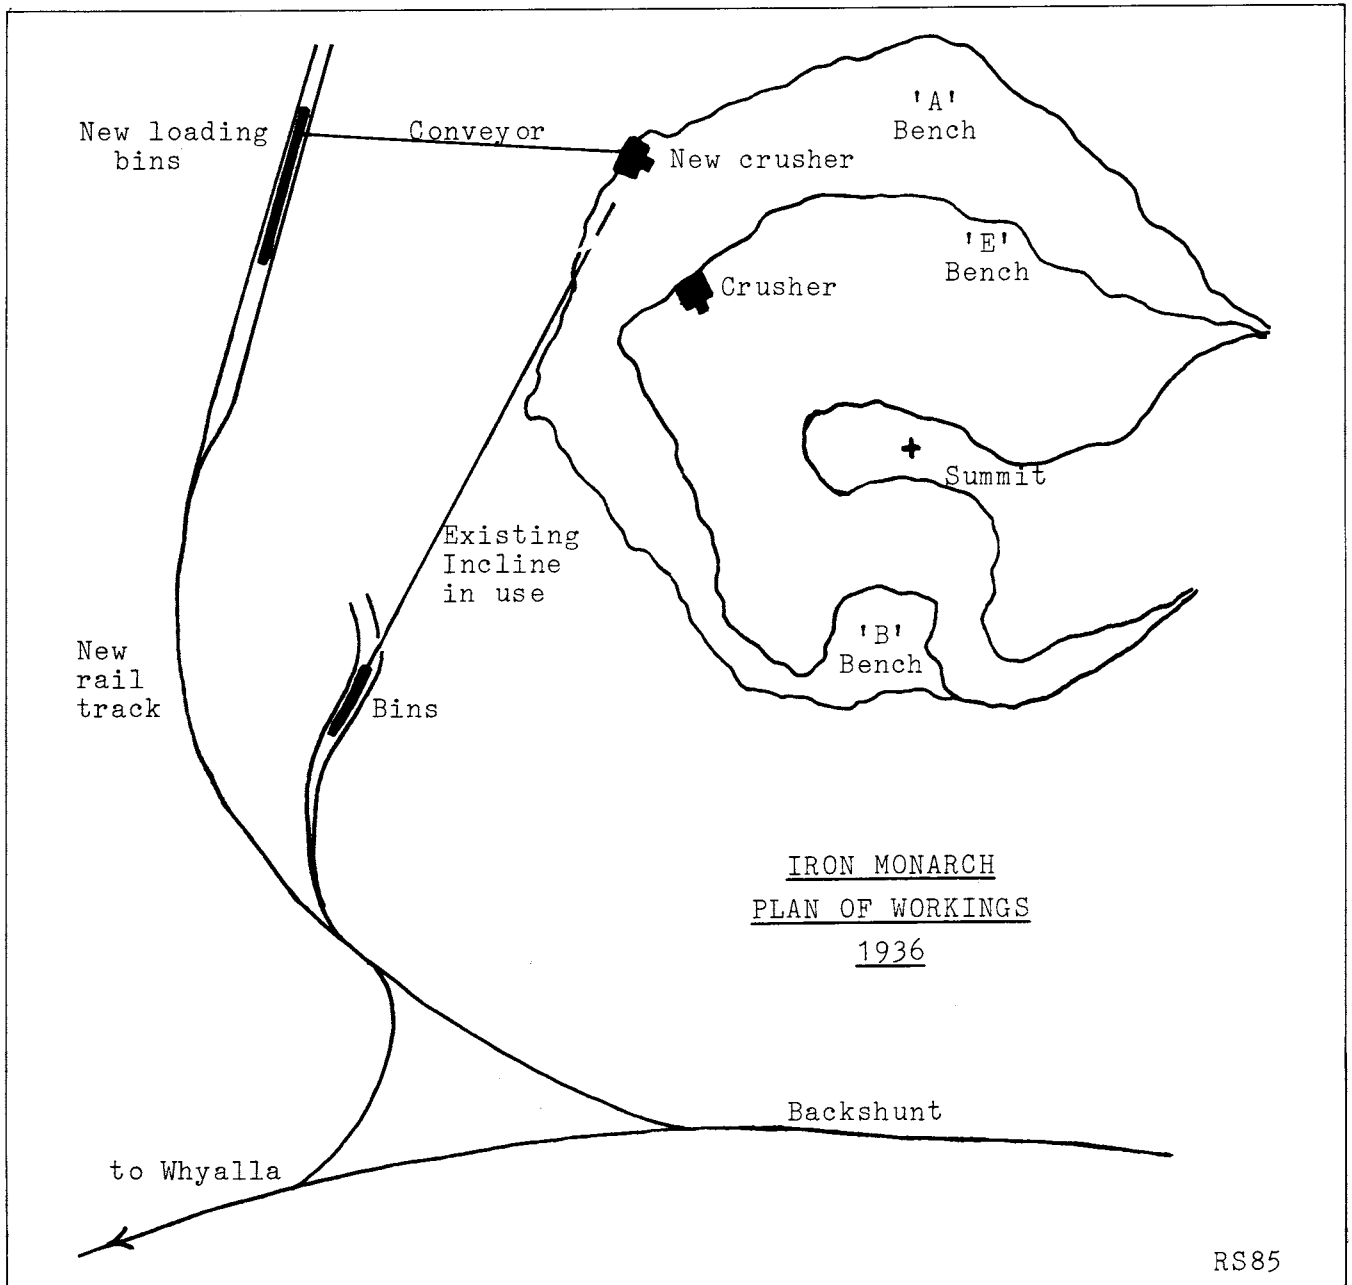 'A'
Bench
New loading
bins
Conveyor
New crusher
'E'
Bench
Crusher
Summit
Existing
Incline
in use
'B'
Bench
New
rail
track
Bins
IRON MONARCH
PLAN OF WORKINGS
1936
Backshunt
to Whyalla
RS85